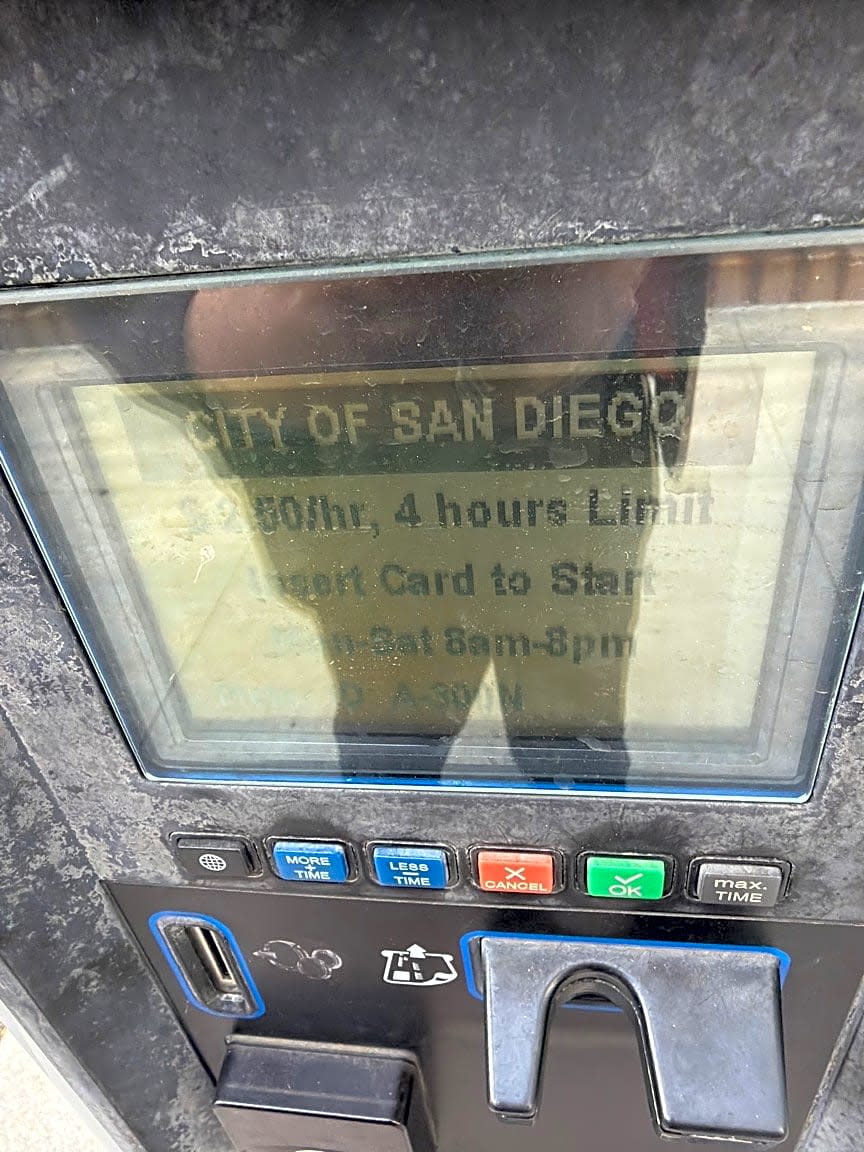 CITY OF SAN DIEGO
50/hr, 4 hours Limit
Insert Card to Start
Mon-Sat 8am-8pm
MORE
+
TIME
LESS
-
TIME
CANCEL
OK
max.
TIME